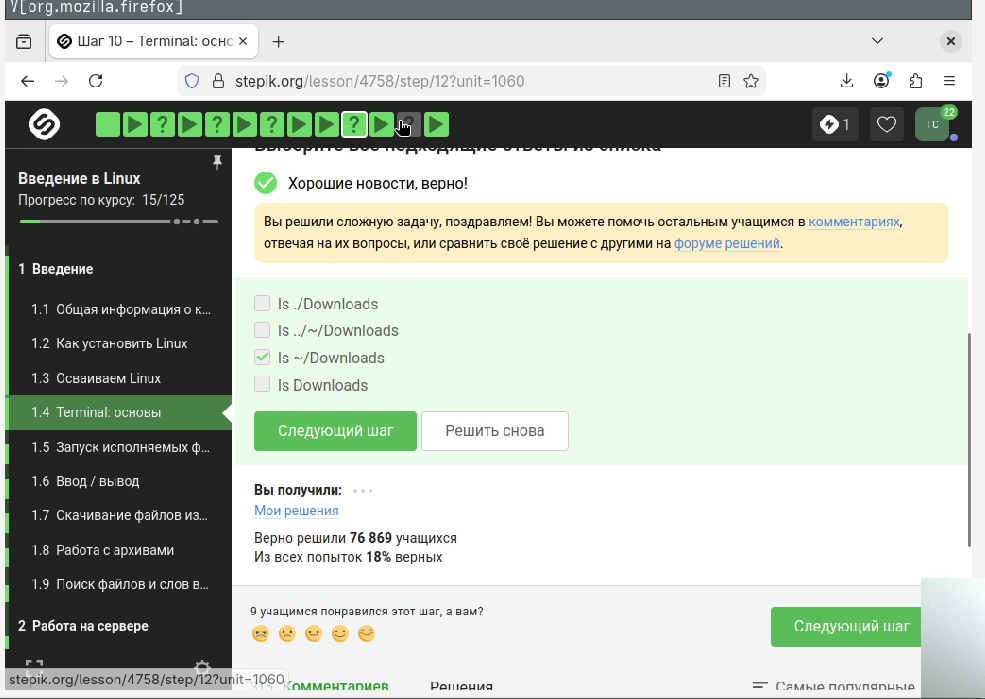 \/[org.mozilla.firefox]
Шаг 10 – Terminal: осно
stepik.org/lesson/4758/step/12?unit=1060
? ? ? ? ?
1
TC
22
Введение в Linux
Прогресс по курсу: 15/125
1 Введение
1.1 Общая информация о к...
1.2 Как установить Linux
1.3 Осваиваем Linux
1.4 Terminal: основы
1.5 Запуск исполняемых ф...
1.6 Ввод / вывод
1.7 Скачивание файлов из...
1.8 Работа с архивами
1.9 Поиск файлов и слов в...
2 Работа на сервере
stepik.org/lesson/4758/step/12?unit=1060
Выберите все подходящие ответы из списка
Хорошие новости, верно!
Вы решили сложную задачу, поздравляем! Вы можете помочь остальным учащимся в комментариях,
отвечая на их вопросы, или сравнить своё решение с другими на форуме решений.
ls ./Downloads
ls ../~/Downloads
ls ~/Downloads
ls Downloads
Следующий шаг
Решить снова
Вы получили:
Мои решения
Верно решили 76 869 учащихся
Из всех попыток 18% верных
9 учащимся понравился этот шаг, а вам?
Следующий шаг
Комментариев
Решения
Самые популярные